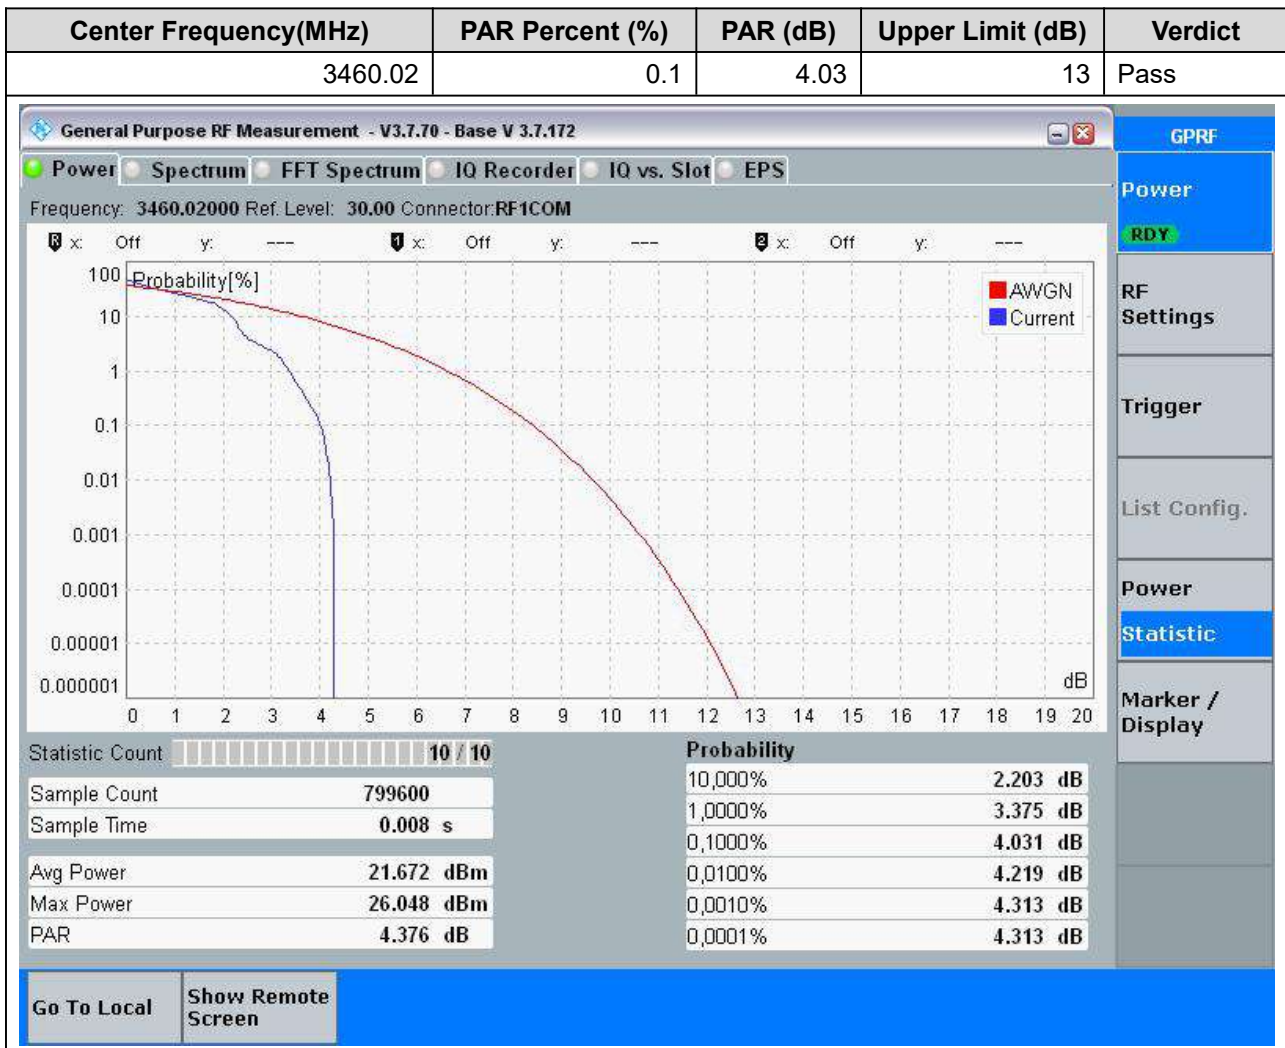 Center Frequency(MHz) PAR Percent (%) PAR (dB) Upper Limit (dB) Verdict
3460.02 0.1 4.03 13 Pass
General Purpose RF Measurement - V3.7.70 - Base V 3.7.172
GPRF
Power Spectrum FFT Spectrum IQ Recorder IQ vs. Slot EPS
Frequency: 3460.02000 Ref. Level: 30.00 Connector:RF1COM
R x: Off y: --- 1 x: Off y: --- 2 x: Off y: ---
Probability[%]
AWGN
Current
100
10
1
0.1
0.01
0.001
0.0001
0.00001
0.000001
dB
0 1 2 3 4 5 6 7 8 9 10 11 12 13 14 15 16 17 18 19 20
Statistic Count 10 / 10
Sample Count 799600
Sample Time 0.008 s
Avg Power 21.672 dBm
Max Power 26.048 dBm
PAR 4.376 dB
Probability
10,000% 2.203 dB
1,0000% 3.375 dB
0,1000% 4.031 dB
0,0100% 4.219 dB
0,0010% 4.313 dB
0,0001% 4.313 dB
Power
RDY
RF
Settings
Trigger
List Config.
Power
Statistic
Marker /
Display
Go To Local
Show Remote
Screen